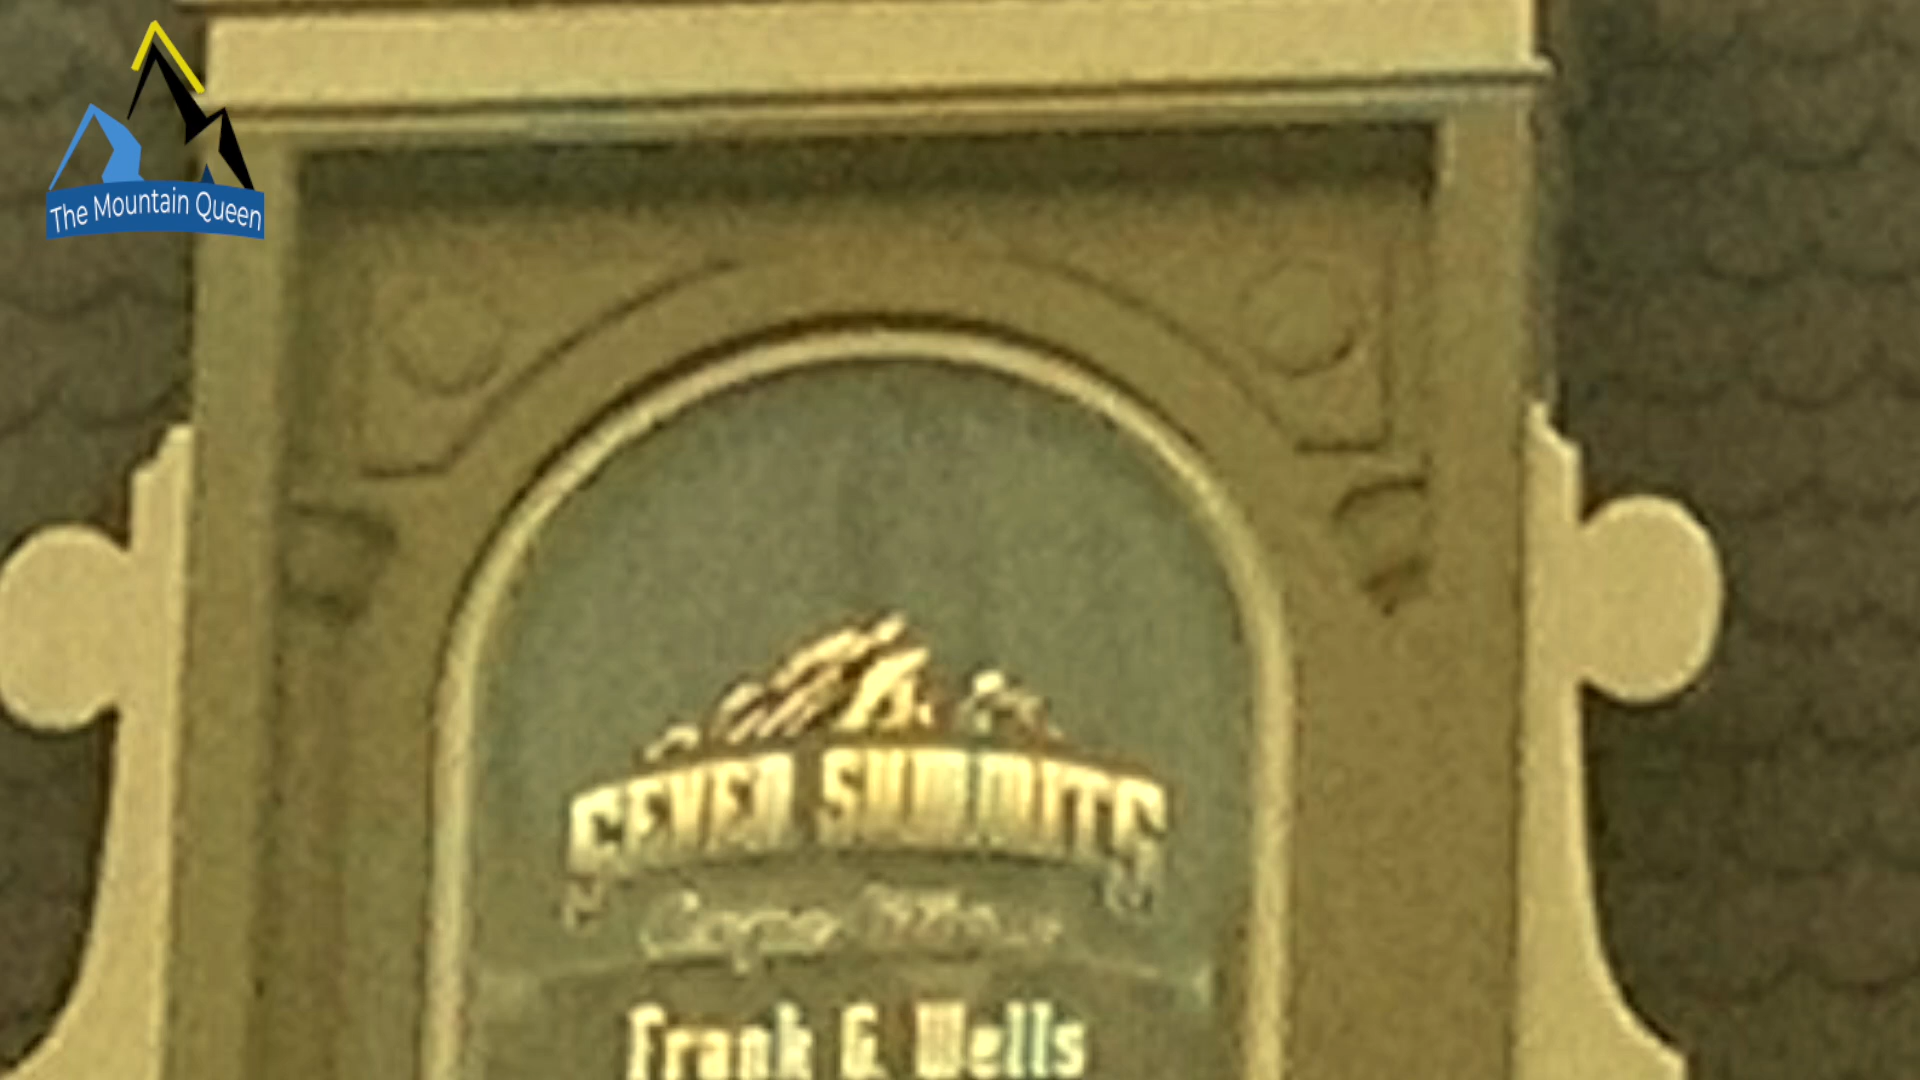 The Mountain Queen
SEVEN SUMMITS
Frank G. Wells